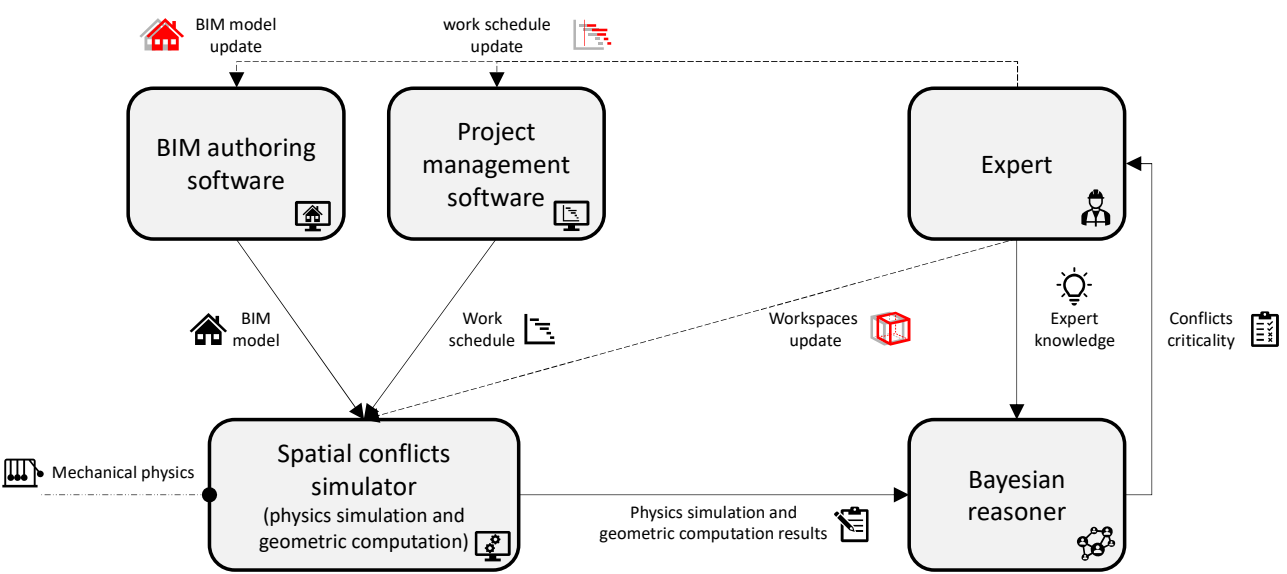 BIM model
update
work schedule
update
BIM authoring
software
Project
management
software
Expert
BIM
model
Work
schedule
Workspaces
update
Expert
knowledge
Conflicts
criticality
Mechanical physics
Spatial conflicts
simulator
(physics simulation and
geometric computation)
Physics simulation and
geometric computation results
Bayesian
reasoner